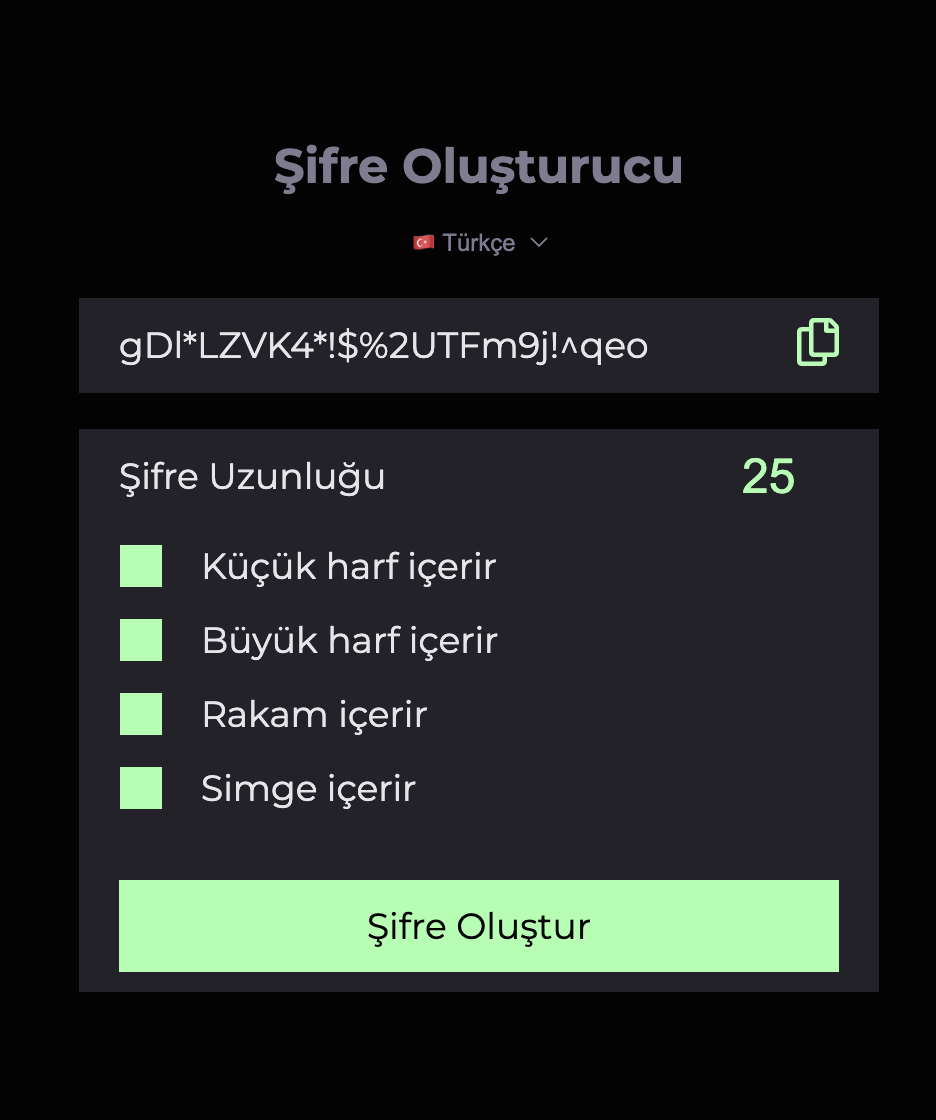 Şifre Oluşturucu
🇹🇷 Türkçe
gDl*LZVK4*!$%2UTFm9j!^qeo
Şifre Uzunluğu 25
Küçük harf içerir
Büyük harf içerir
Rakam içerir
Simge içerir
Şifre Oluştur